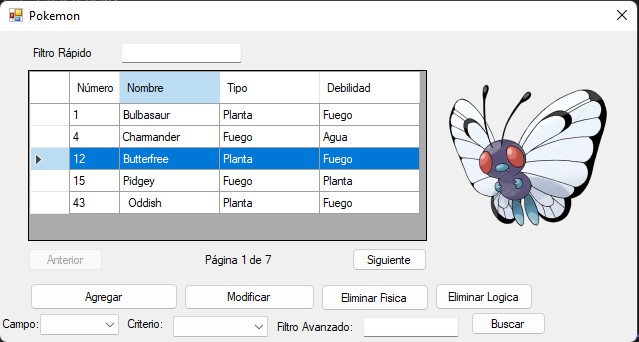 Pokemon
Filtro Rápido
Número Nombre Tipo Debilidad
1 Bulbasaur Planta Fuego
4 Charmander Fuego Agua
12 Butterfree Planta Fuego
15 Pidgey Fuego Planta
43 Oddish Planta Fuego
Anterior Página 1 de 7 Siguiente
Agregar Modificar Eliminar Fisica Eliminar Logica
Campo: Criterio: Filtro Avanzado: Buscar